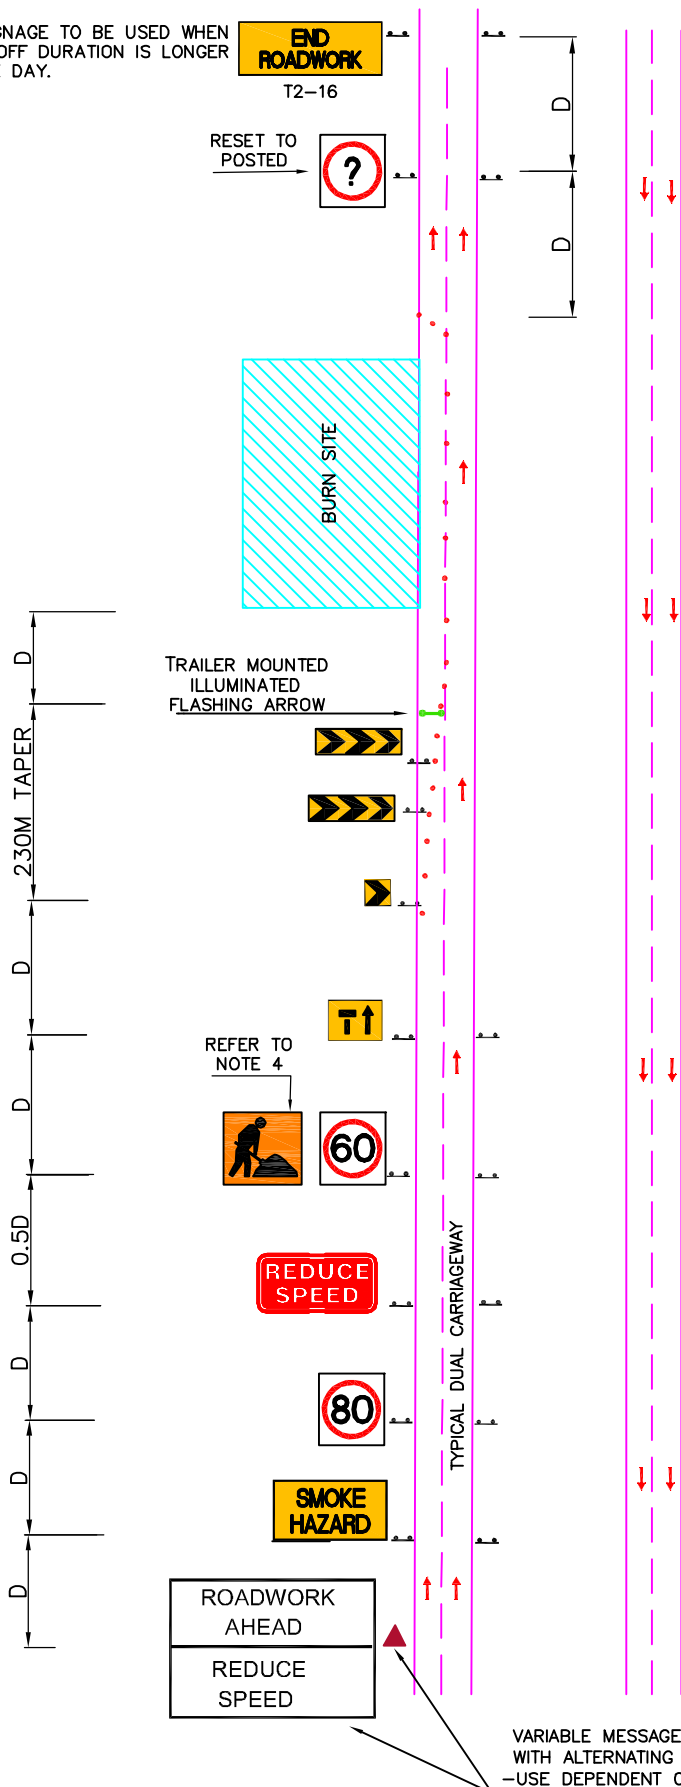 GNAGE TO BE USED WHEN
OFF DURATION IS LONGER
DAY.
END
ROADWORK
T2-16
D
RESET TO
POSTED
?
D
BURN SITE
D
TRAILER MOUNTED
ILLUMINATED
FLASHING ARROW
230M TAPER
D
T
REFER TO
NOTE 4
D
60
0.5D
REDUCE
SPEED
TYPICAL DUAL CARRIAGEWAY
D
80
D
SMOKE
HAZARD
D
ROADWORK
AHEAD
REDUCE
SPEED
VARIABLE MESSAGE
WITH ALTERNATING
-USE DEPENDENT